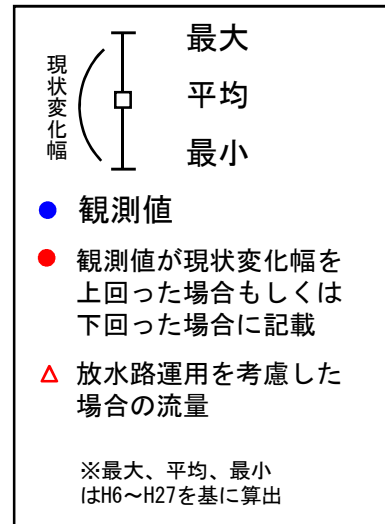 最大
現状変化幅
平均
最小
観測値
観測値が現状変化幅を
上回った場合もしくは
下回った場合に記載
放水路運用を考慮した
場合の流量
※最大、平均、最小
はH6～H27を基に算出